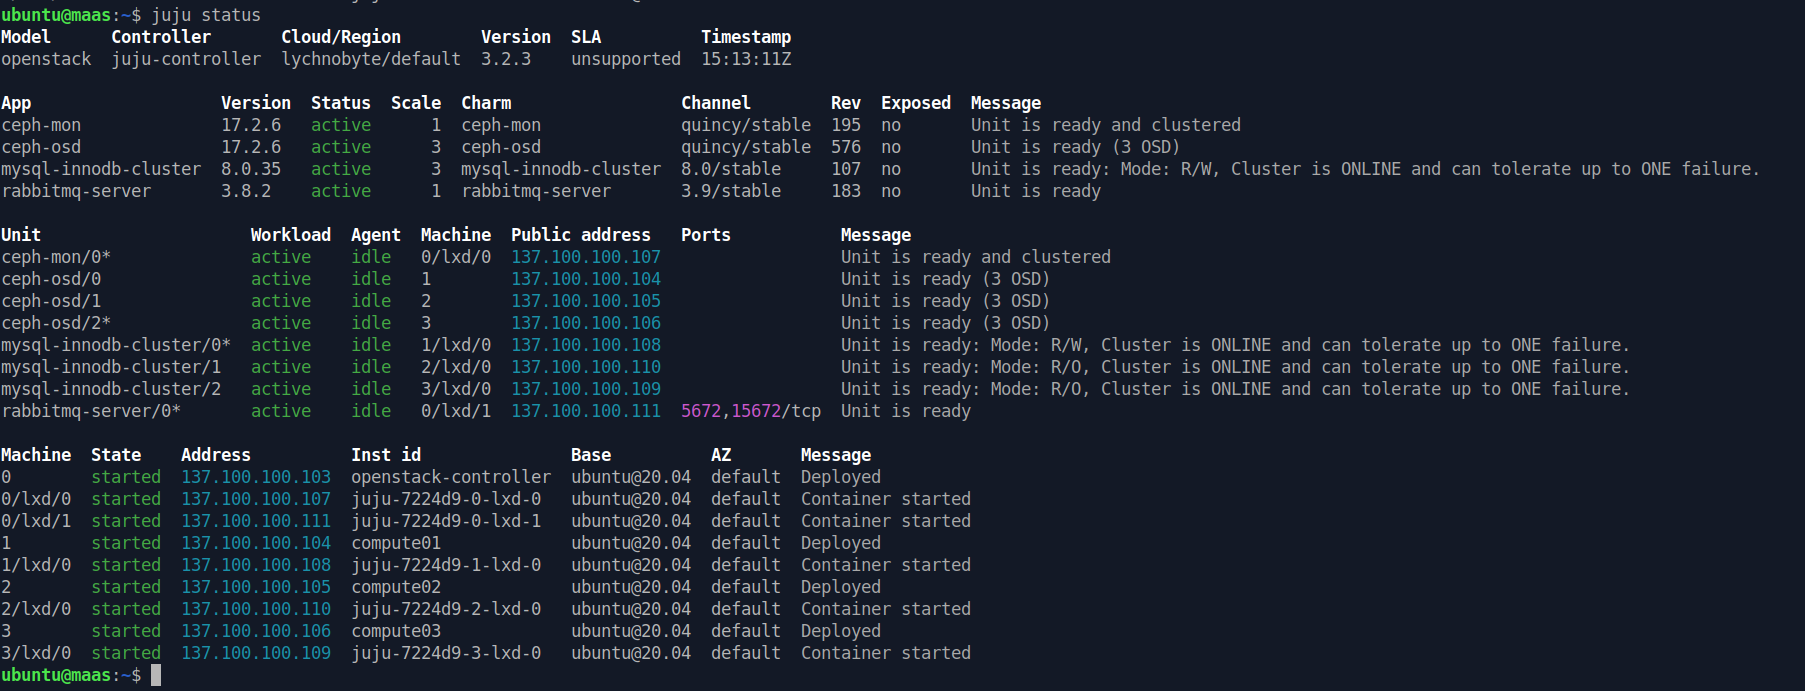 ubuntu@maas:~$ juju status
Model      Controller       Cloud/Region        Version  SLA          Timestamp
openstack  juju-controller  lychnobyte/default  3.2.3    unsupported  15:13:11Z

App                   Version  Status  Scale  Charm                 Channel        Rev  Exposed  Message
ceph-mon              17.2.6   active      1  ceph-mon              quincy/stable  195  no       Unit is ready and clustered
ceph-osd              17.2.6   active      3  ceph-osd              quincy/stable  576  no       Unit is ready (3 OSD)
mysql-innodb-cluster  8.0.35   active      3  mysql-innodb-cluster  8.0/stable     107  no       Unit is ready: Mode: R/W, Cluster is ONLINE and can tolerate up to ONE failure.
rabbitmq-server       3.8.2    active      1  rabbitmq-server       3.9/stable     183  no       Unit is ready

Unit                     Workload  Agent  Machine  Public address   Ports           Message
ceph-mon/0*              active    idle   0/lxd/0  137.100.100.107                  Unit is ready and clustered
ceph-osd/0               active    idle   1        137.100.100.104                  Unit is ready (3 OSD)
ceph-osd/1               active    idle   2        137.100.100.105                  Unit is ready (3 OSD)
ceph-osd/2*              active    idle   3        137.100.100.106                  Unit is ready (3 OSD)
mysql-innodb-cluster/0*  active    idle   1/lxd/0  137.100.100.108                  Unit is ready: Mode: R/W, Cluster is ONLINE and can tolerate up to ONE failure.
mysql-innodb-cluster/1   active    idle   2/lxd/0  137.100.100.110                  Unit is ready: Mode: R/O, Cluster is ONLINE and can tolerate up to ONE failure.
mysql-innodb-cluster/2   active    idle   3/lxd/0  137.100.100.109                  Unit is ready: Mode: R/O, Cluster is ONLINE and can tolerate up to ONE failure.
rabbitmq-server/0*       active    idle   0/lxd/1  137.100.100.111  5672,15672/tcp  Unit is ready

Machine  State    Address          Inst id               Base          AZ       Message
0        started  137.100.100.103  openstack-controller  ubuntu@20.04  default  Deployed
0/lxd/0  started  137.100.100.107  juju-7224d9-0-lxd-0   ubuntu@20.04  default  Container started
0/lxd/1  started  137.100.100.111  juju-7224d9-0-lxd-1   ubuntu@20.04  default  Container started
1        started  137.100.100.104  compute01             ubuntu@20.04  default  Deployed
1/lxd/0  started  137.100.100.108  juju-7224d9-1-lxd-0   ubuntu@20.04  default  Container started
2        started  137.100.100.105  compute02             ubuntu@20.04  default  Deployed
2/lxd/0  started  137.100.100.110  juju-7224d9-2-lxd-0   ubuntu@20.04  default  Container started
3        started  137.100.100.106  compute03             ubuntu@20.04  default  Deployed
3/lxd/0  started  137.100.100.109  juju-7224d9-3-lxd-0   ubuntu@20.04  default  Container started
ubuntu@maas:~$